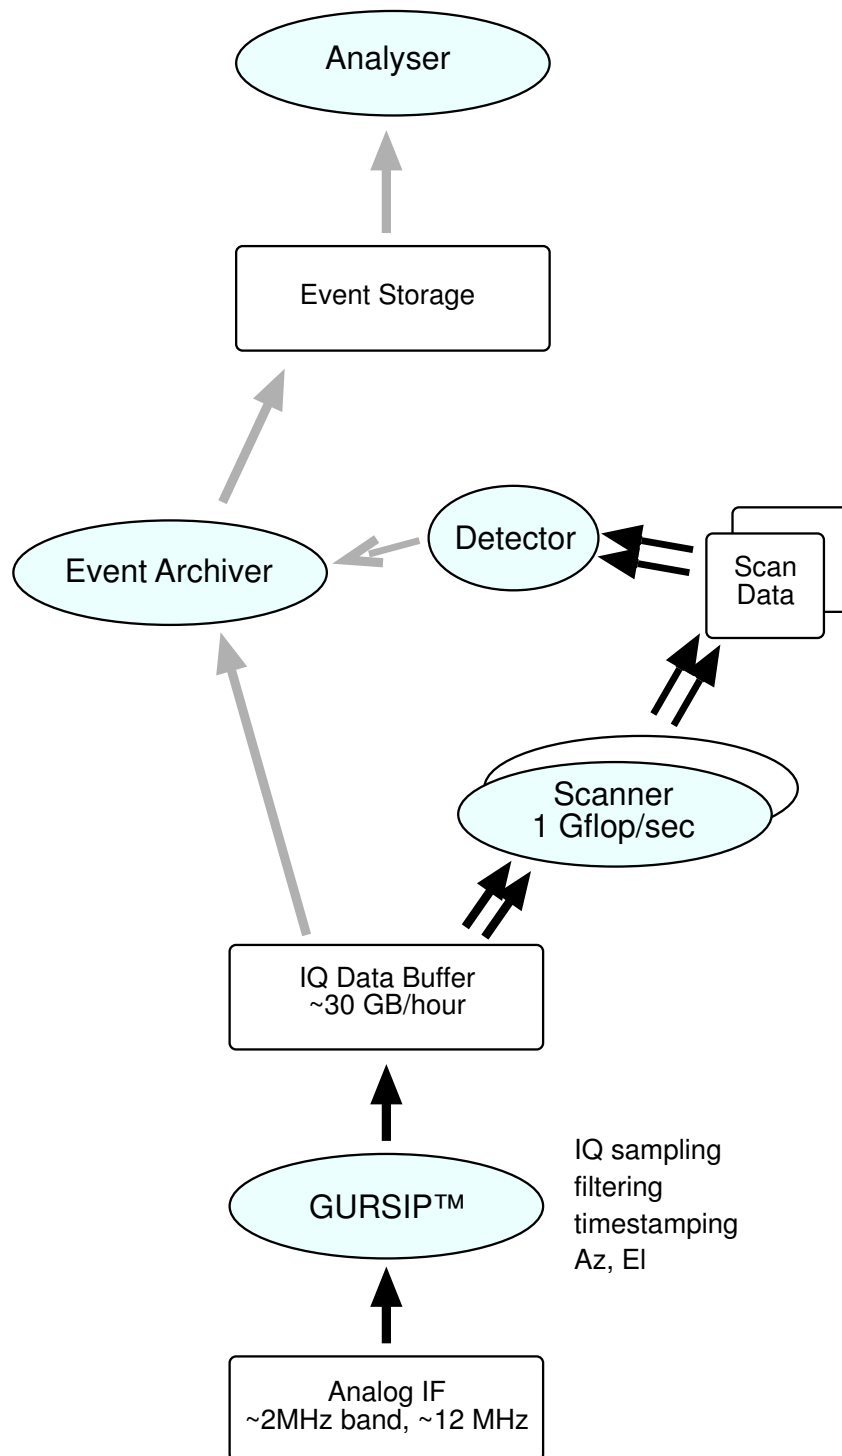 Analyser
Event Storage
Detector
Event Archiver
Scan
Data
Scanner
1 Gflop/sec
IQ Data Buffer
~30 GB/hour
IQ sampling
filtering
timestamping
Az, El
GURSIP™
Analog IF
~2MHz band, ~12 MHz